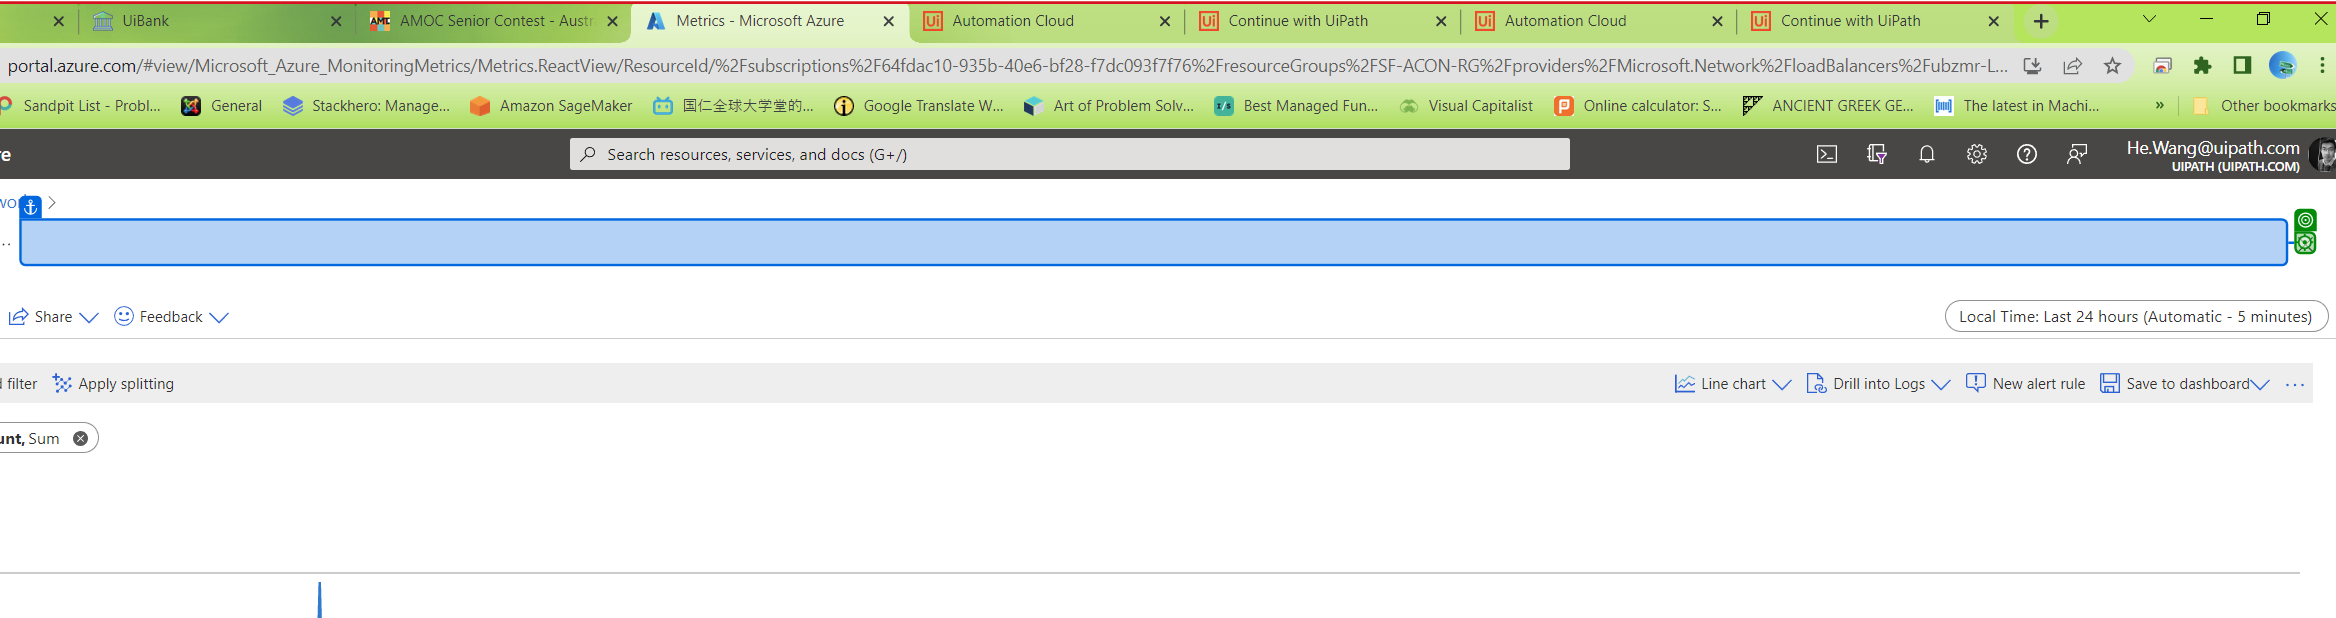 UiBank AMOC Senior Contest - Austr Metrics - Microsoft Azure Automation Cloud Continue with UiPath Automation Cloud Continue with UiPath
portal.azure.com/#view/Microsoft_Azure_MonitoringMetrics/Metrics.ReactView/ResourceId/%2Fsubscriptions%2F64fdac10-935b-40e6-bf28-f7dc093f7f76%2FresourceGroups%2FSF-ACON-RG%2Fproviders%2FMicrosoft.Network%2FloadBalancers%2Fubzmr-L...
Sandpit List - Probl... General Stackhero: Manage... Amazon SageMaker 国仁全球大学堂的... Google Translate W... Art of Problem Solv... Best Managed Fun... Visual Capitalist Online calculator: S... ANCIENT GREEK GE... The latest in Machi... » Other bookmarks
re Search resources, services, and docs (G+/) He.Wang@uipath.com
UIPATH (UIPATH.COM)
wor
...
Share Feedback Local Time: Last 24 hours (Automatic - 5 minutes)
d filter Apply splitting Line chart Drill into Logs New alert rule Save to dashboard ...
unt, Sum